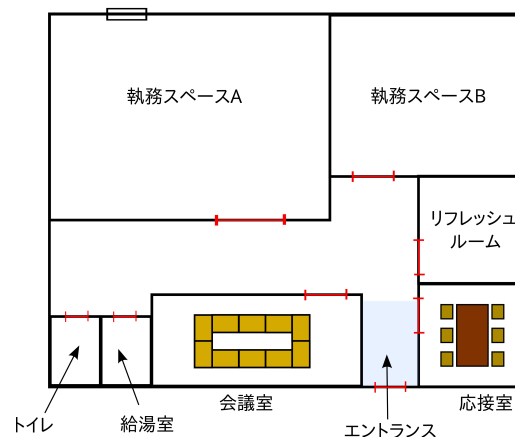 執務スペースA
執務スペースB
リフレッシュ
ルーム
トイレ
給湯室
会議室
エントランス
応接室